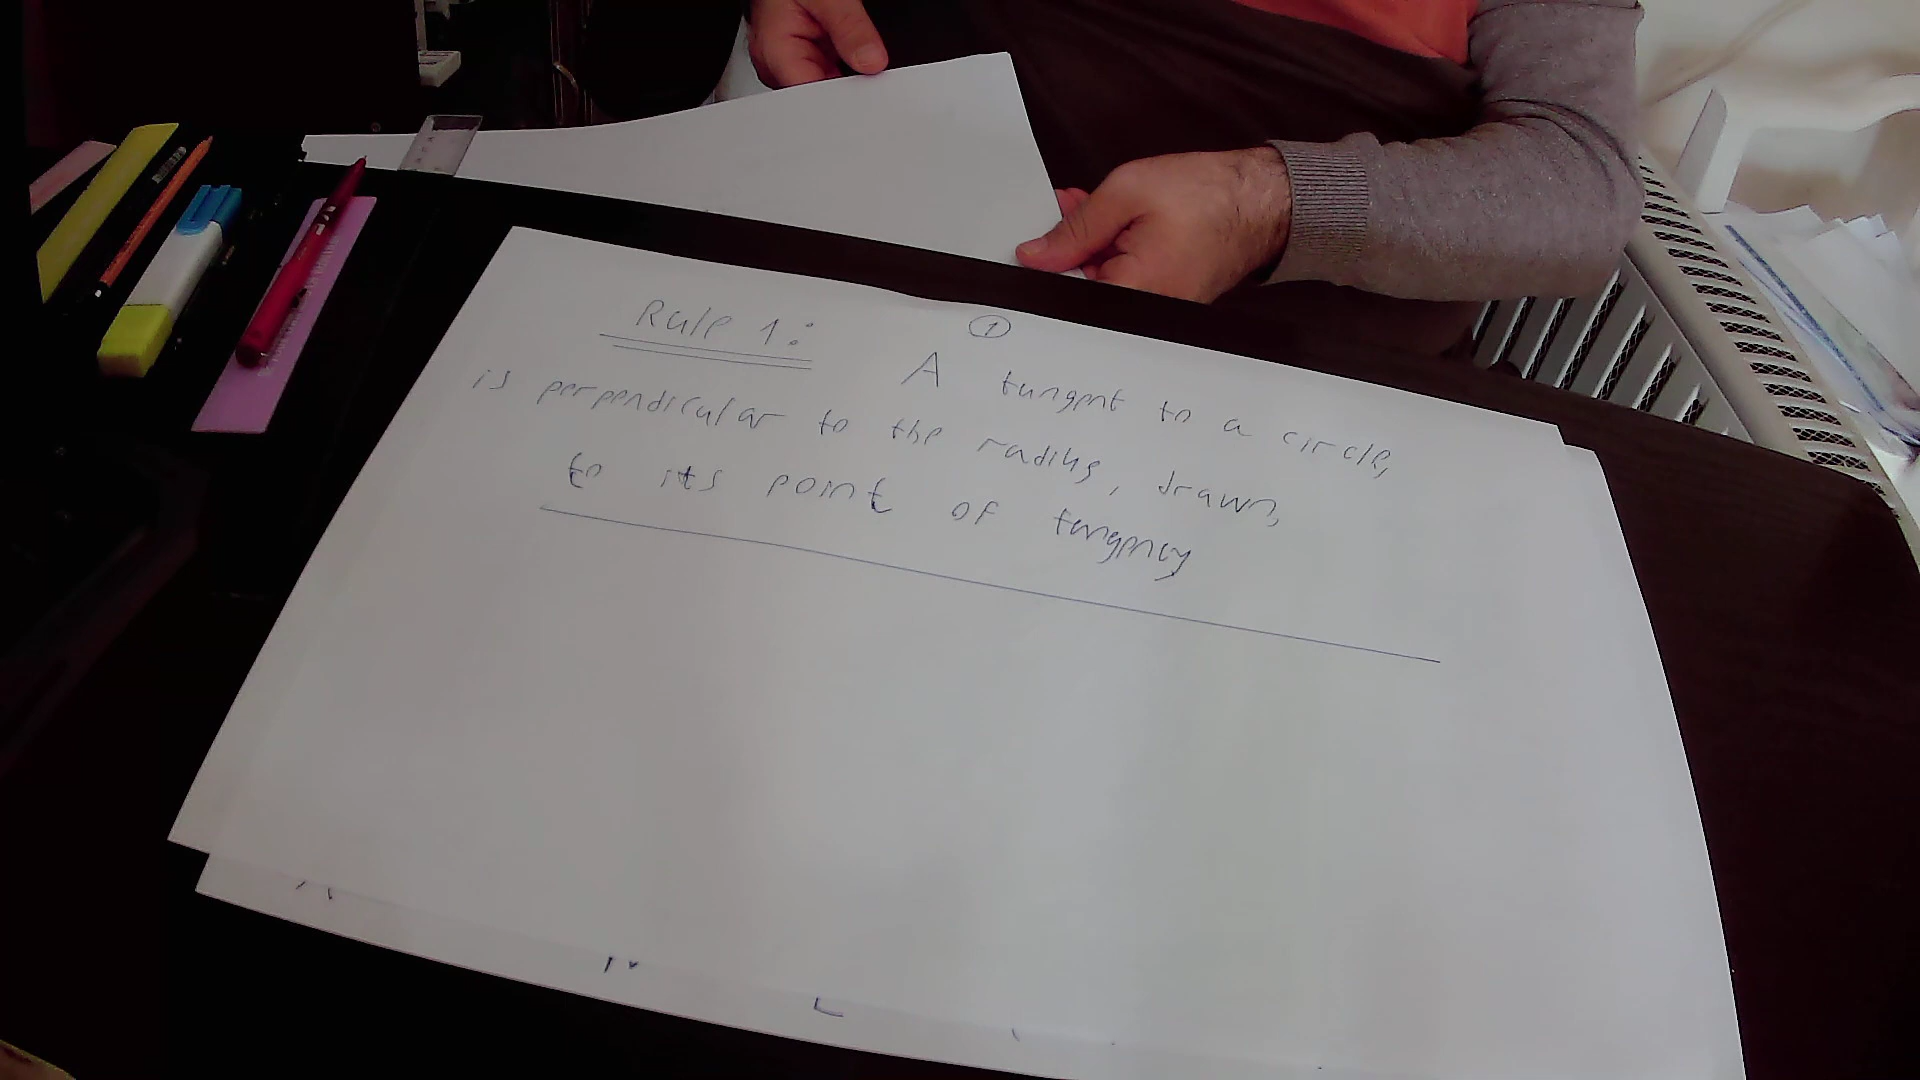 ①
Rule 1: A tangent to a circle,
is perpendicular to the radius, drawn,
to its point of tangency